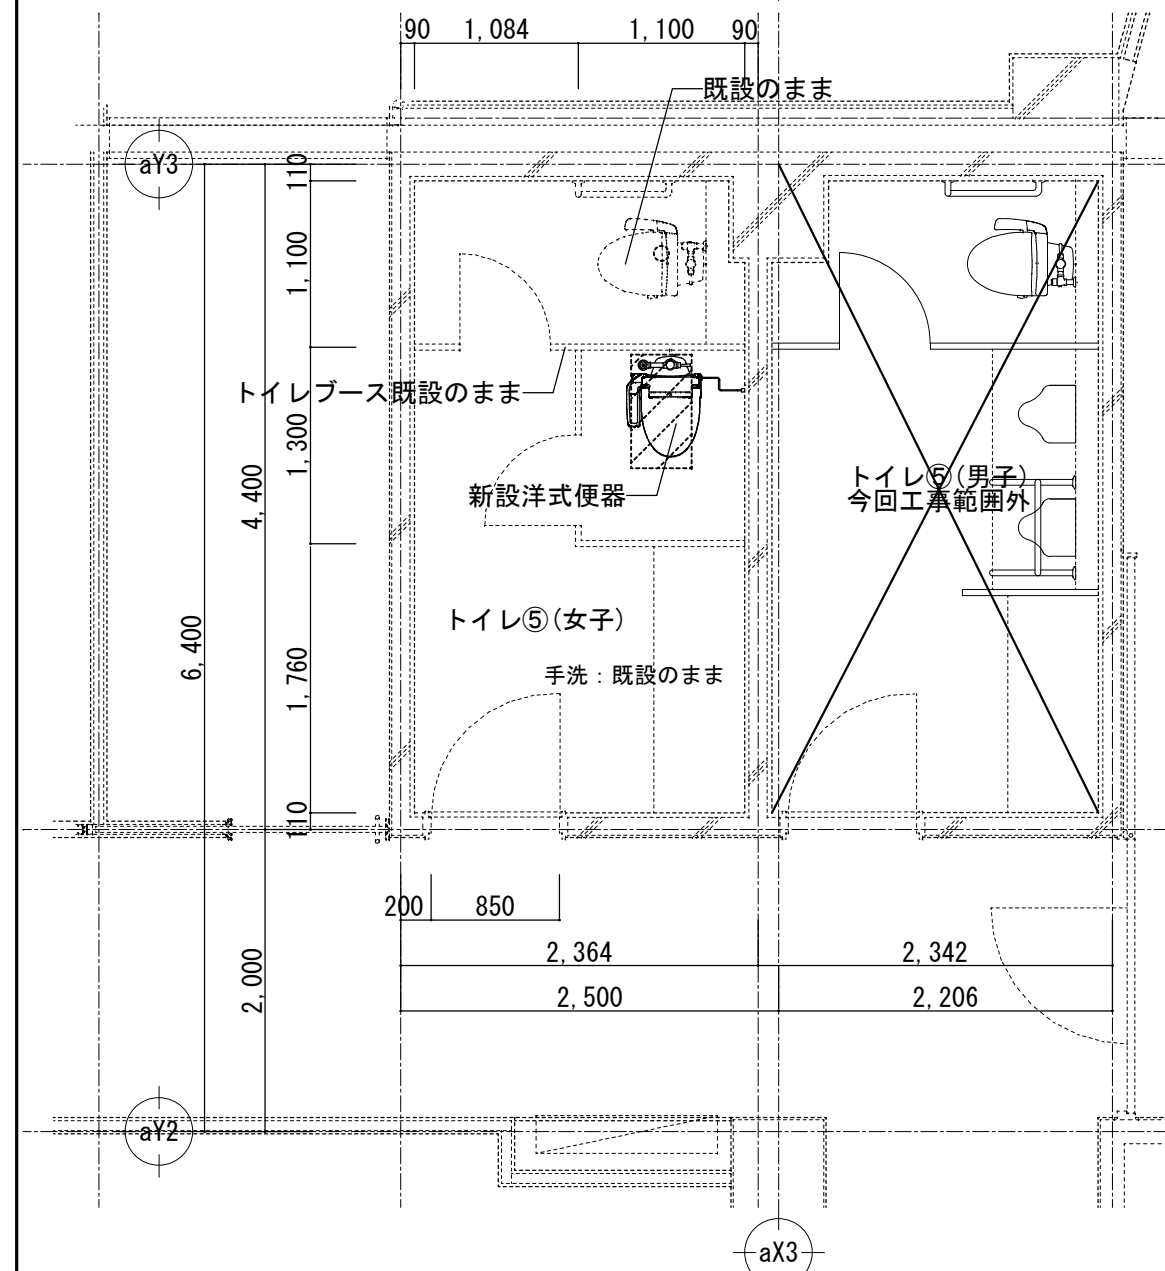 90 1,084 1,100 90
既設のまま
aY3
110
1,100
トイレブース既設のまま
1,300
4,400
新設洋式便器
トイレ⑤(男子)
今回工事範囲外
トイレ⑤(女子)
6,400
1,760
手洗：既設のまま
110
200 850
2,364 2,342
2,000
2,500 2,206
aY2
aX3